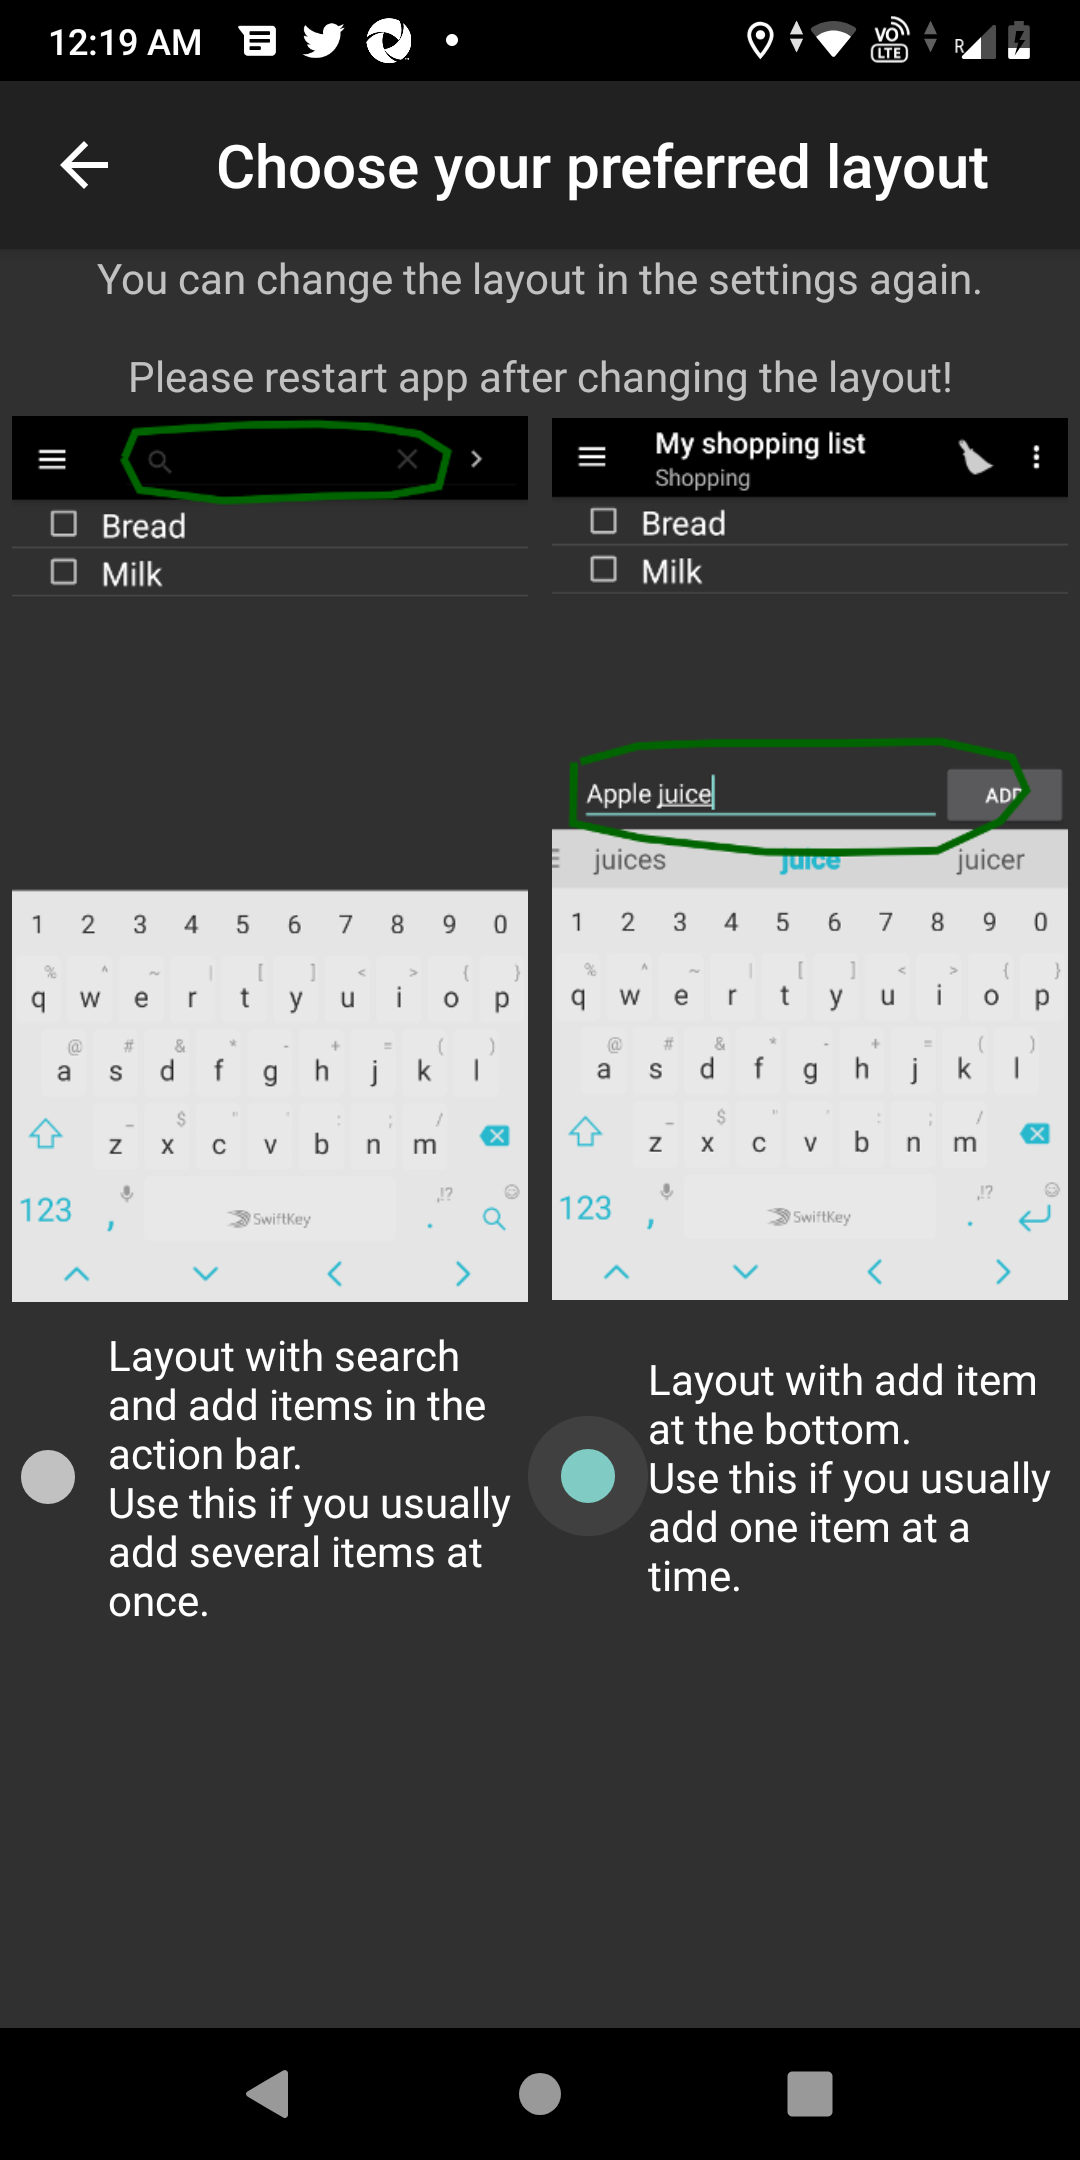 12:19 AM
VO LTE R
Choose your preferred layout
You can change the layout in the settings again.
Please restart app after changing the layout!
Bread
Milk
1 2 3 4 5 6 7 8 9 0
% ^ ~ | [ ] < > { }
q w e r t y u i o p
@ # & * - + = ( )
a s d f g h j k l
_ $ " ' : ; /
z x c v b n m
123 , SwiftKey . ,!?
My shopping list
Shopping
Bread
Milk
Apple juice ADD
juices juice juicer
1 2 3 4 5 6 7 8 9 0
% ^ ~ | [ ] < > { }
q w e r t y u i o p
@ # & * - + = ( )
a s d f g h j k l
_ $ " ' : ; /
z x c v b n m
123 , SwiftKey . ,!?
Layout with search
and add items in the
action bar.
Use this if you usually
add several items at
once.
Layout with add item
at the bottom.
Use this if you usually
add one item at a
time.